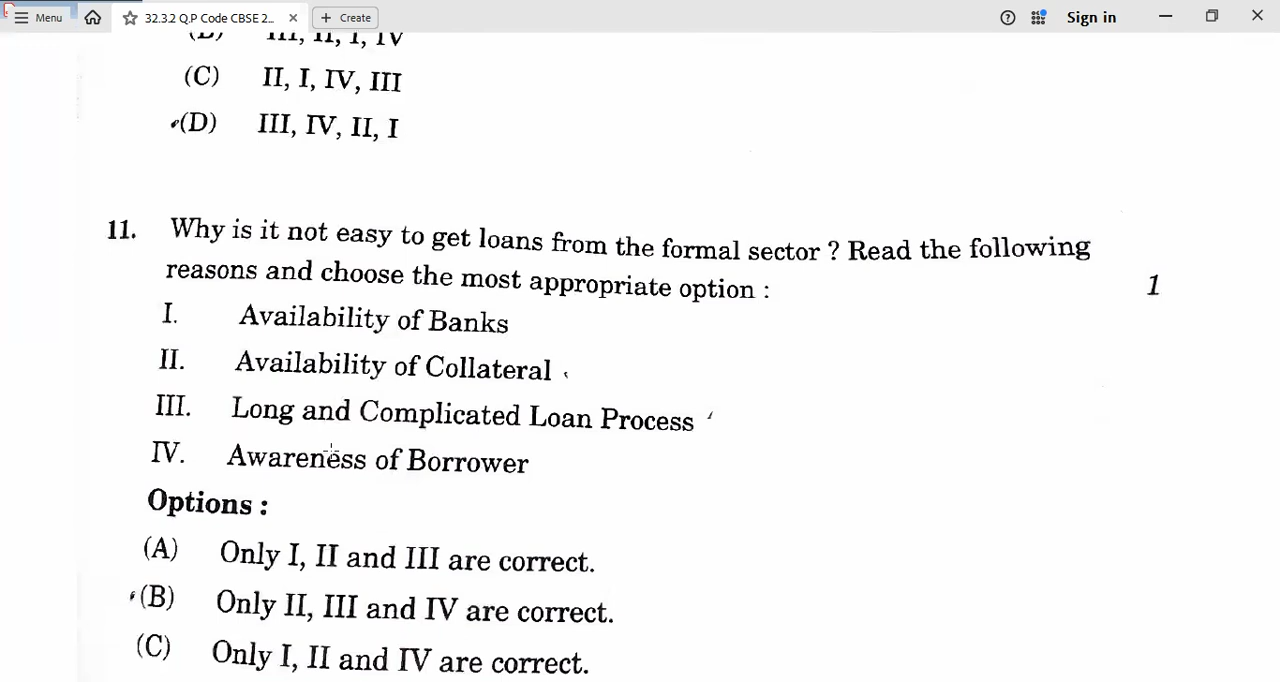 Menu 32.3.2 Q.P Code CBSE 2... × + Create Sign in
III, II, I, IV
(C) II, I, IV, III
(D) III, IV, II, I
11. Why is it not easy to get loans from the formal sector ? Read the following
reasons and choose the most appropriate option : 1
I. Availability of Banks
II. Availability of Collateral
III. Long and Complicated Loan Process
IV. Awareness of Borrower
Options :
(A) Only I, II and III are correct.
(B) Only II, III and IV are correct.
(C) Only I, II and IV are correct.